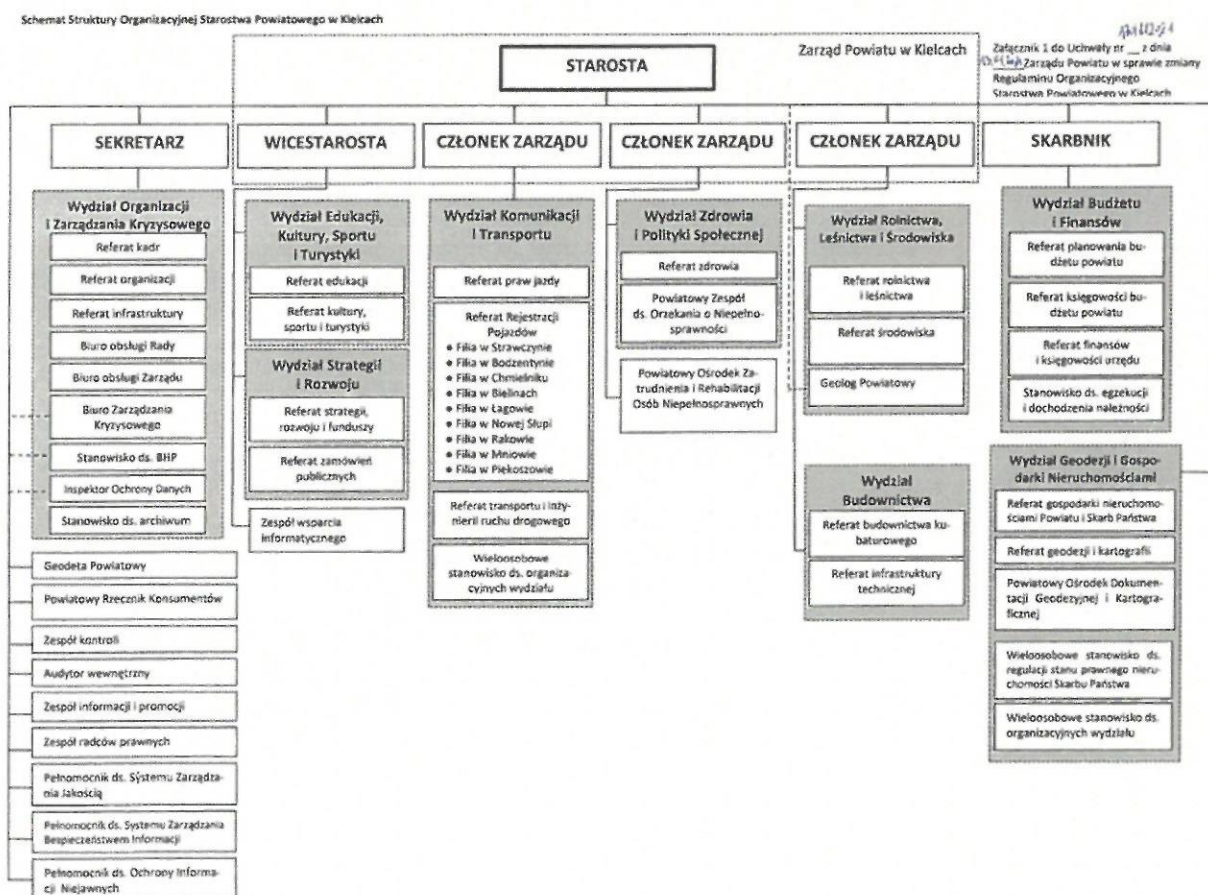 Schemat Struktury Organizacyjnej Starostwa Powiatowego w Kielcach
Zarząd Powiatu w Kielcach
Załącznik 1 do Uchwały nr __ z dnia
Zarządu Powiatu w sprawie zmiany
Regulaminu Organizacyjnego
Starostwa Powiatowego w Kielcach
STAROSTA
SEKRETARZ
WICESTAROSTA
CZŁONEK ZARZĄDU
CZŁONEK ZARZĄDU
CZŁONEK ZARZĄDU
SKARBNIK
Wydział Organizacji
i Zarządzania Kryzysowego
Referat kadr
Referat organizacji
Referat infrastruktury
Biuro obsługi Rady
Biuro obsługi Zarządu
Biuro Zarządzania
Kryzysowego
Stanowisko ds. BHP
Inspektor Ochrony Danych
Stanowisko ds. archiwum
Geodeta Powiatowy
Powiatowy Rzecznik Konsumentów
Zespół kontroli
Audytor wewnętrzny
Zespół informacji i promocji
Zespół radców prawnych
Pełnomocnik ds. Systemu Zarządza-
nia Jakością
Pełnomocnik ds. Systemu Zarządzania
Bezpieczeństwem Informacji
Pełnomocnik ds. Ochrony Informa-
cji Niejawnych
Wydział Edukacji,
Kultury, Sportu
i Turystyki
Referat edukacji
Referat kultury,
sportu i turystyki
Wydział Strategii
i Rozwoju
Referat strategii,
rozwoju i funduszy
Referat zamówień
publicznych
Zespół wsparcia
informatycznego
Wydział Komunikacji
i Transportu
Referat praw jazdy
Referat Rejestracji
Pojazdów
• Filia w Strawczynie
• Filia w Bodzentynie
• Filia w Chmielniku
• Filia w Bielinach
• Filia w Łagowie
• Filia w Nowej Słupi
• Filia w Rakowie
• Filia w Mniowie
• Filia w Piekoszowie
Referat transportu i inży-
nierii ruchu drogowego
Wieloosobowe
stanowisko ds. organiza-
cyjnych wydziału
Wydział Zdrowia
i Polityki Społecznej
Referat zdrowia
Powiatowy Zespół
ds. Orzekania o Niepełno-
sprawności
Powiatowy Ośrodek Za-
trudnienia i Rehabilitacji
Osób Niepełnosprawnych
Wydział Rolnictwa,
Leśnictwa i Środowiska
Referat rolnictwa
i leśnictwa
Referat środowiska
Geolog Powiatowy
Wydział
Budownictwa
Referat budownictwa ku-
baturowego
Referat infrastruktury
technicznej
Wydział Budżetu
i Finansów
Referat planowania bu-
dżetu powiatu
Referat księgowości bu-
dżetu powiatu
Referat finansów
i księgowości urzędu
Stanowisko ds. egzekucji
i dochodzenia należności
Wydział Geodezji i Gospo-
darki Nieruchomościami
Referat gospodarki nierucho-
mościami Powiatu i Skarb Państwa
Referat geodezji i kartografii
Powiatowy Ośrodek Dokumen-
tacji Geodezyjnej i Kartogra-
ficznej
Wieloosobowe stanowisko ds.
regulacji stanu prawnego nieru-
chomości Skarbu Państwa
Wieloosobowe stanowisko ds.
organizacyjnych wydziału